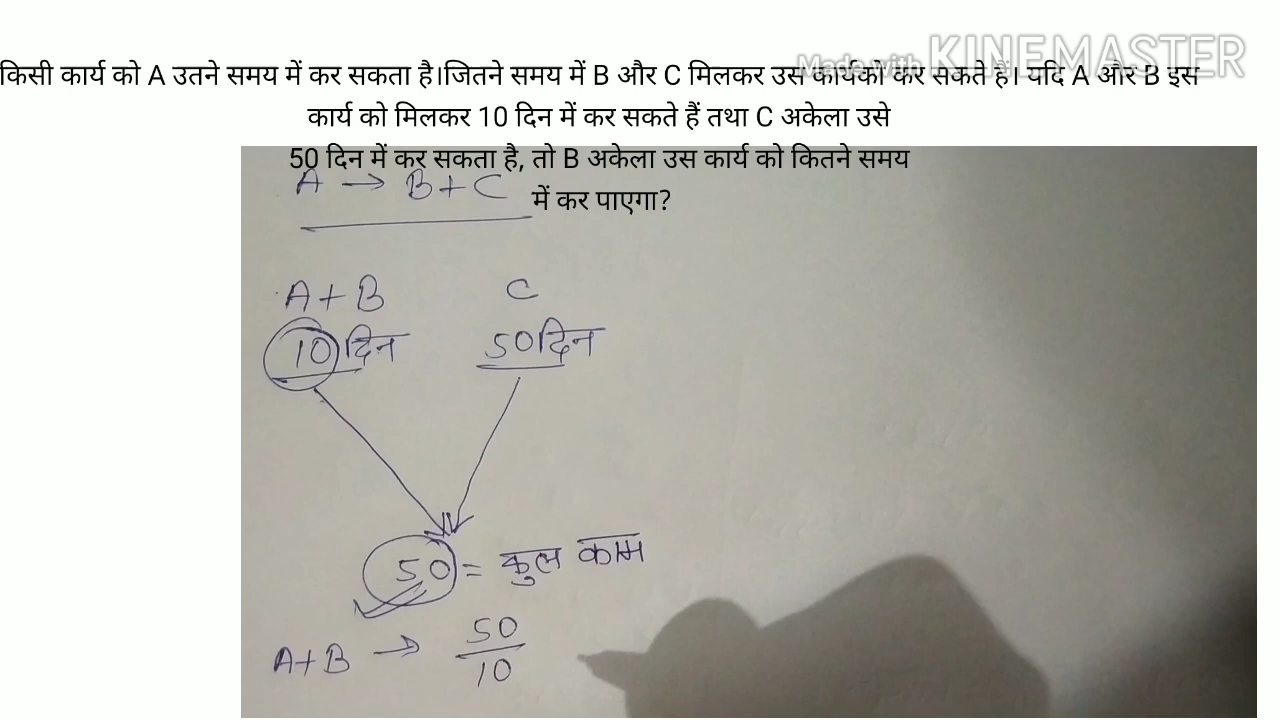 Made with KINEMASTER
किसी कार्य को A उतने समय में कर सकता है।जितने समय में B और C मिलकर उस कार्यको कर सकते हैं। यदि A और B इस
कार्य को मिलकर 10 दिन में कर सकते हैं तथा C अकेला उसे
50 दिन में कर सकता है, तो B अकेला उस कार्य को कितने समय
में कर पाएगा?
A → B + C
A + B C
10 दिन 50 दिन
50 = कुल काम
A+B → 50/10